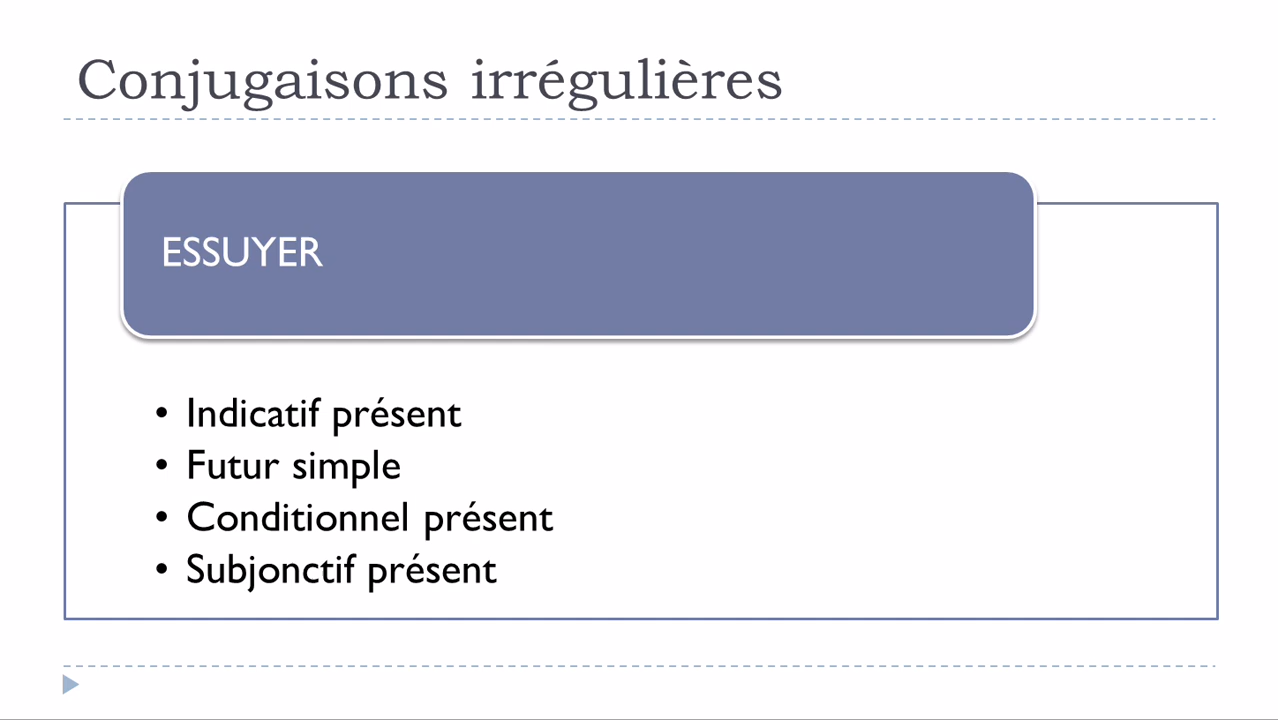 Conjugaisons irrégulières
ESSUYER
• Indicatif présent
• Futur simple
• Conditionnel présent
• Subjonctif présent